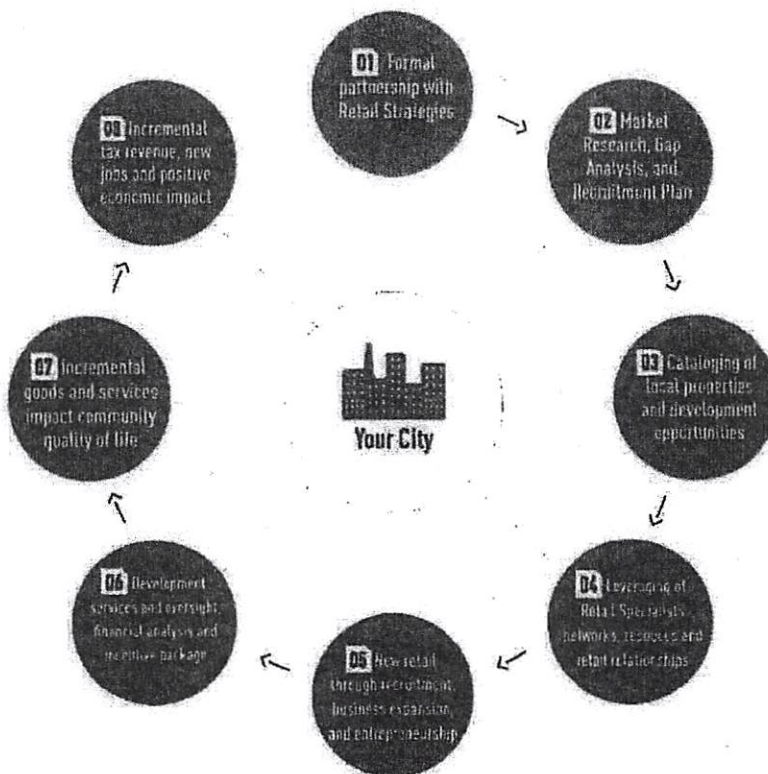 01 Formal
partnership with
Retail Strategies
02 Market
Research, Gap
Analysis, and
Recruitment Plan
03 Cataloging of
local properties
and development
opportunities
04 Leveraging of
Retail Specialists
networks, resources and
retail relationships
05 New retail
through recruitment,
business expansion,
and entrepreneurship
06 Development
services and oversight,
financial analysis and
incentive package
07 Incremental
goods and services
impact community
quality of life
08 Incremental
tax revenue, new
jobs and positive
economic impact
Your City